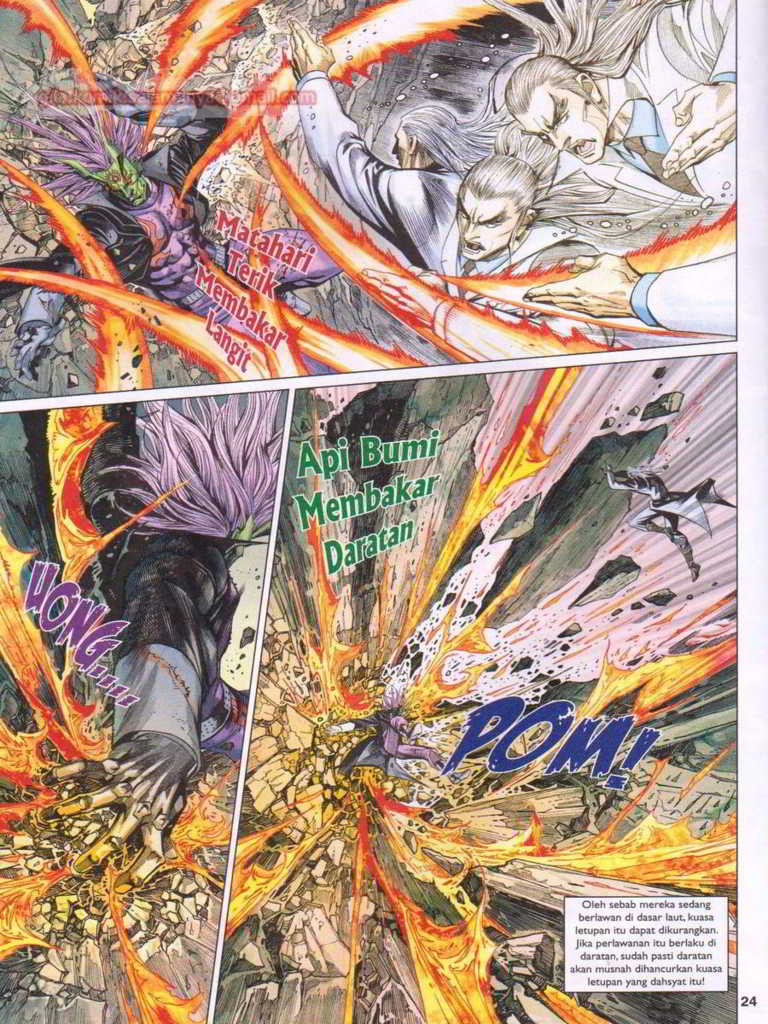 Matahari
Terik
Membakar
Langit
Api Bumi
Membakar
Daratan
UONG....
POM!
Oleh sebab mereka sedang
berlawan di dasar laut, kuasa
letupan itu dapat dikurangkan.
Jika perlawanan itu berlaku di
daratan, sudah pasti daratan
akan musnah dihancurkan kuasa
letupan yang dahsyat itu!
24